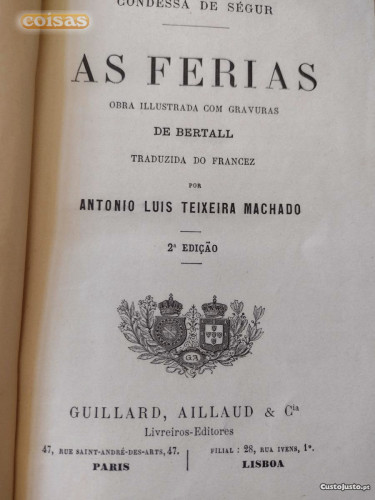 CONDESSA DE SÉGUR
coisas
AS FERIAS
OBRA ILLUSTRADA COM GRAVURAS
DE BERTALL
TRADUZIDA DO FRANCEZ
POR
ANTONIO LUIS TEIXEIRA MACHADO
2ª EDIÇÃO
GA
GUILLARD, AILLAUD & Cia
Livreiros-Editores
47, RUE SAINT-ANDRÉ-DES-ARTS, 47.
PARIS
FILIAL : 28, RUA IVENS, 1º.
LISBOA
CustoJusto.pt